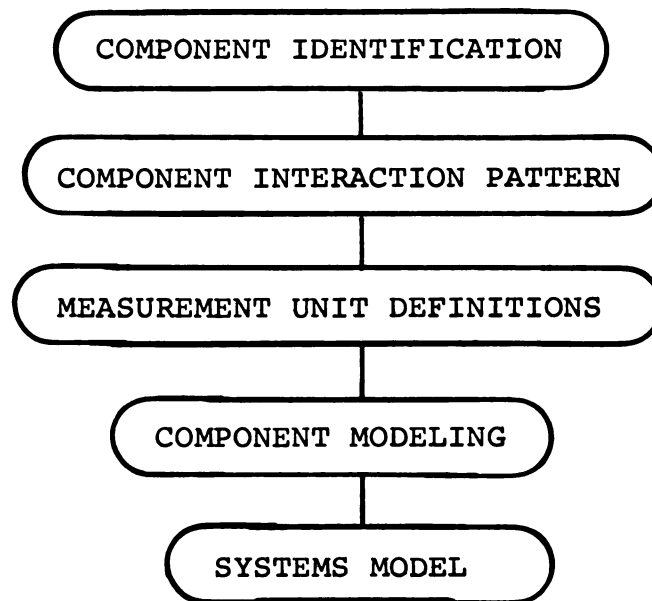 COMPONENT IDENTIFICATION
COMPONENT INTERACTION PATTERN
MEASUREMENT UNIT DEFINITIONS
COMPONENT MODELING
SYSTEMS MODEL